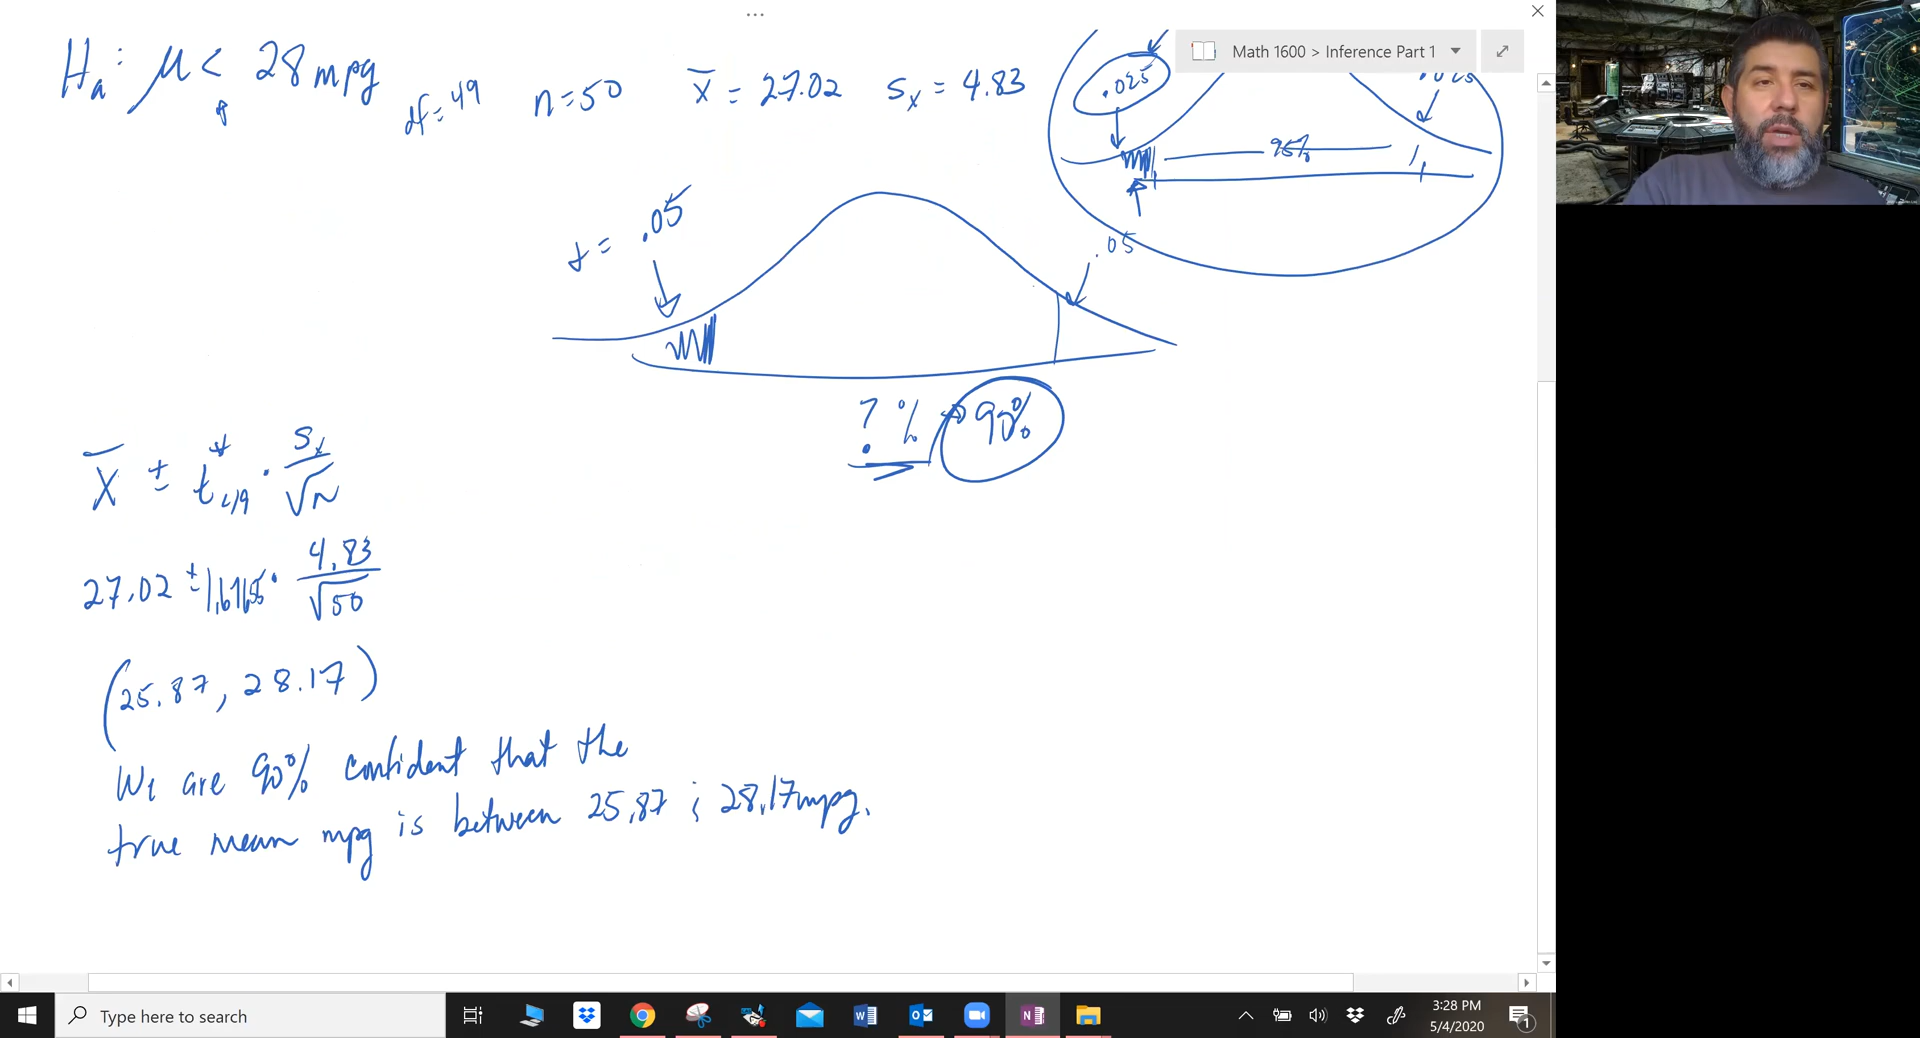 Math 1600 > Inference Part 1
Hₐ: μ < 28 mpg
df = 49
n = 50
x̄ = 27.02
sₓ = 4.83
.025
.025
95%
α = .05
.05
? % → 90%
x̄ ± t*₄₉ · sₓ/√n
27.02 ± 1.67655 · 4.83/√50
(25.87, 28.17)
We are 90% confident that the
true mean mpg is between 25.87 & 28.17 mpg.
Type here to search
3:28 PM
5/4/2020
1